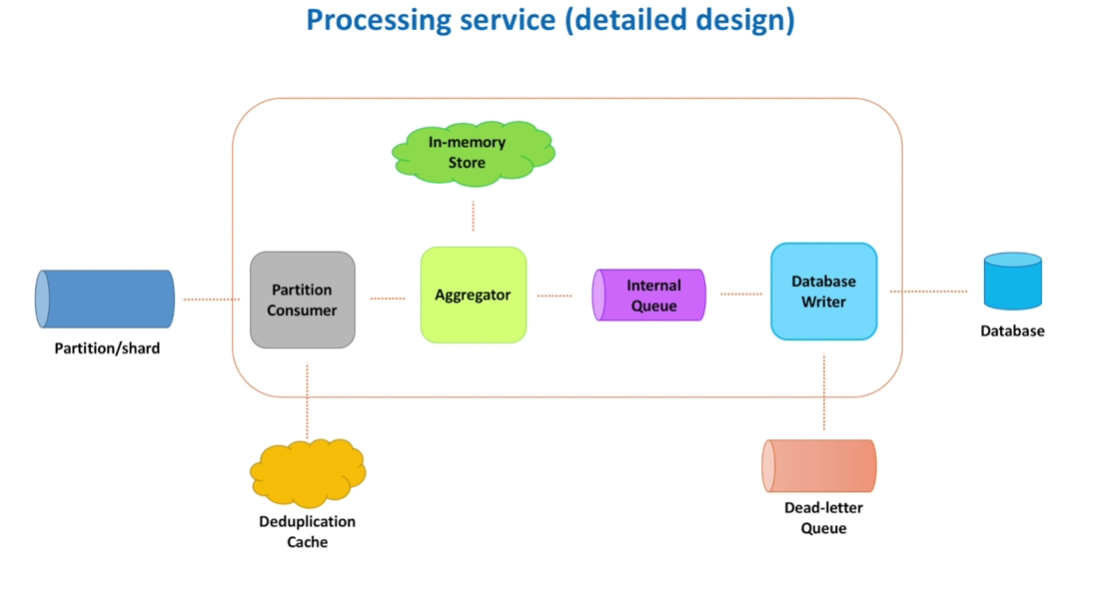 Processing service (detailed design)
In-memory
Store
Partition
Consumer
Aggregator
Internal
Queue
Database
Writer
Partition/shard
Database
Deduplication
Cache
Dead-letter
Queue